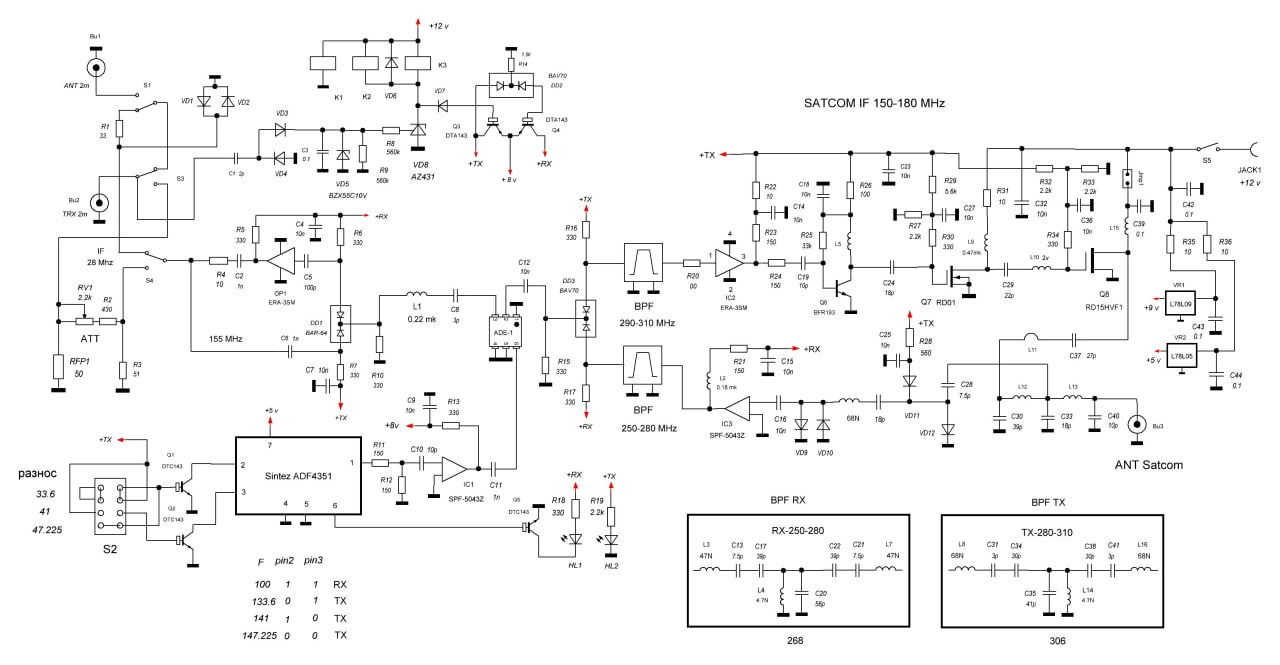 SATCOM IF 150-180 MHz
Bu1
ANT 2m
S1
VD1
VD2
R1
33
VD3
C1 2p
VD4
C3
0.1
VD5
BZX55C10V
R9
560k
R8
560k
VD8
AZ431
+12 v
K1
K2
VD6
K3
VD7
1.5k
R14
BAV70
DD2
Q3
DTA143
DTA143
Q4
+TX
+RX
+ 9 v
Bu2
TRX 2m
S3
IF
28 Mhz
S4
RV1
2.2k
R2
430
ATT
RFP1
50
R3
51
R4
10
C2
1n
R5
330
OP1
ERA-3SM
C4
10n
C5
100p
R6
330
+RX
155 MHz
C6 1n
DD1
BAR-64
C7 10n
R7
330
+TX
R10
330
L1
0.22 mk
C8
3p
ADE-1
3 2 1
4 5 6
C12
10n
R15
330
+TX
R16
330
DD3
BAV70
R17
330
+RX
BPF
290-310 MHz
BPF
250-280 MHz
R20
00
1
4
3
2
IC2
ERA-3SM
+TX
R22
10
C14
10n
R23
150
R24
150
C18
10n
R25
33k
C19
10p
R26
100
L5
Q6
BFR193
C23
10n
C24
18p
R29
5.6k
R27
2.2k
C27
10n
R30
330
Q7
RD01
R31
10
L9
0.47mk
C32
10n
C29
22p
R32
2.2k
R33
2.2k
C36
10n
R34
330
L10 2v
Jmp1
L15
C39
0.1
Q8
RD15HVF1
S5
JACK1
+12 v
C42
0.1
R35
10
R36
10
VR1
L78L09
+9 v
C43
0.1
VR2
L78L05
+5 v
C44
0.1
L2
0.18 mk
R21
150
C15
10n
+RX
IC3
SPF-5043Z
C16
10n
VD9
VD10
68N
18p
C25
10n
+TX
R28
560
VD11
C28
7.5p
VD12
L11
C37 27p
L12
L13
C30
39p
C33
18p
C40
10p
Bu3
ANT Satcom
+TX
разнос
33.6
41
47.225
S2
Q1
DTC143
Q2
DTC143
+5 v
7
2
3
1
Sintez ADF4351
4
5
6
R11
150
R12
150
C10 10p
+8v
C9
10n
R13
330
IC1
SPF-5043Z
C11
1n
Q5
DTC143
+RX
R18
330
HL1
+TX
R19
2.2k
HL2
F pin2 pin3
100 1 1 RX
133.6 0 1 TX
141 1 0 TX
147.225 0 0 TX
BPF RX
RX-250-280
L3
47N
C13
7.5p
C17
39p
L4
4.7N
C20
56p
C22
39p
C21
7.5p
L7
47N
268
BPF TX
TX-280-310
L8
68N
C31
3p
C34
30p
C35
41p
L14
4.7N
C38
30p
C41
3p
L16
68N
306